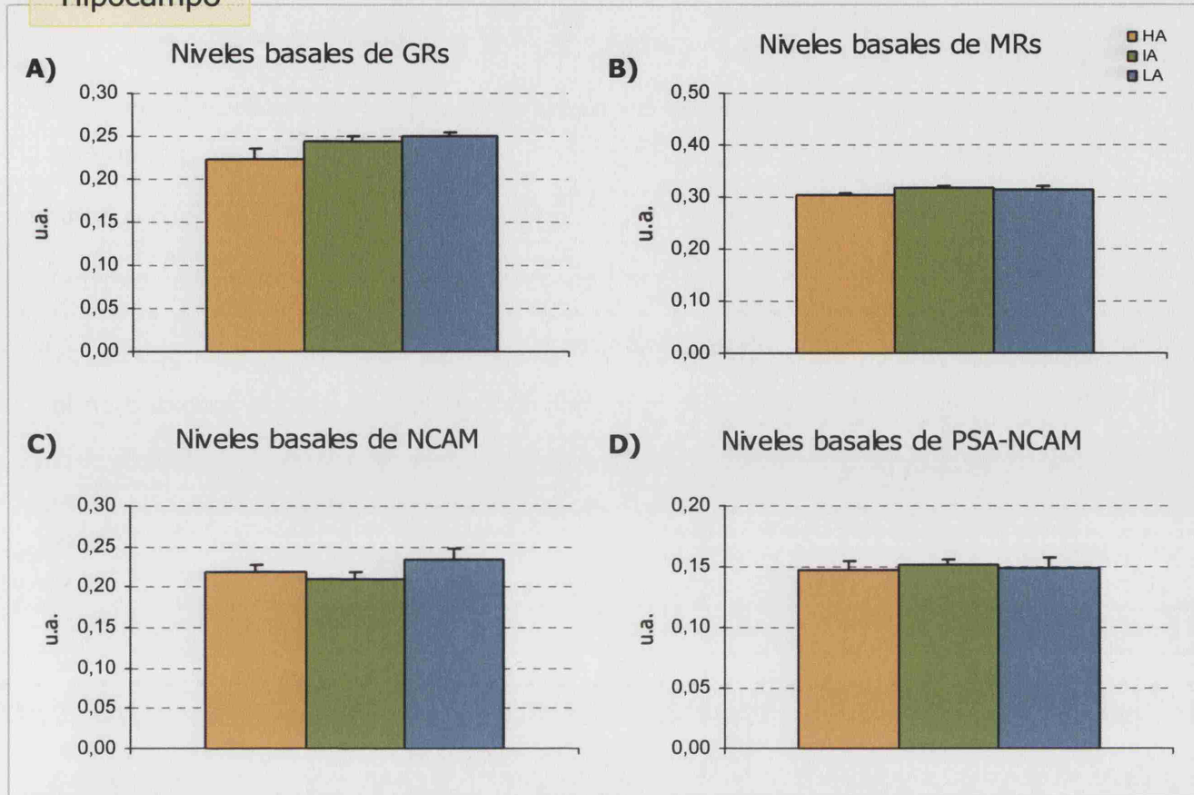 Hipocampo
A)
Niveles basales de GRs
0,30
0,25
0,20
0,15
0,10
0,05
0,00
u.a.
B)
Niveles basales de MRs
HA
IA
LA
0,50
0,40
0,30
0,20
0,10
0,00
u.a.
C)
Niveles basales de NCAM
0,30
0,25
0,20
0,15
0,10
0,05
0,00
u.a.
D)
Niveles basales de PSA-NCAM
0,20
0,15
0,10
0,05
0,00
u.a.